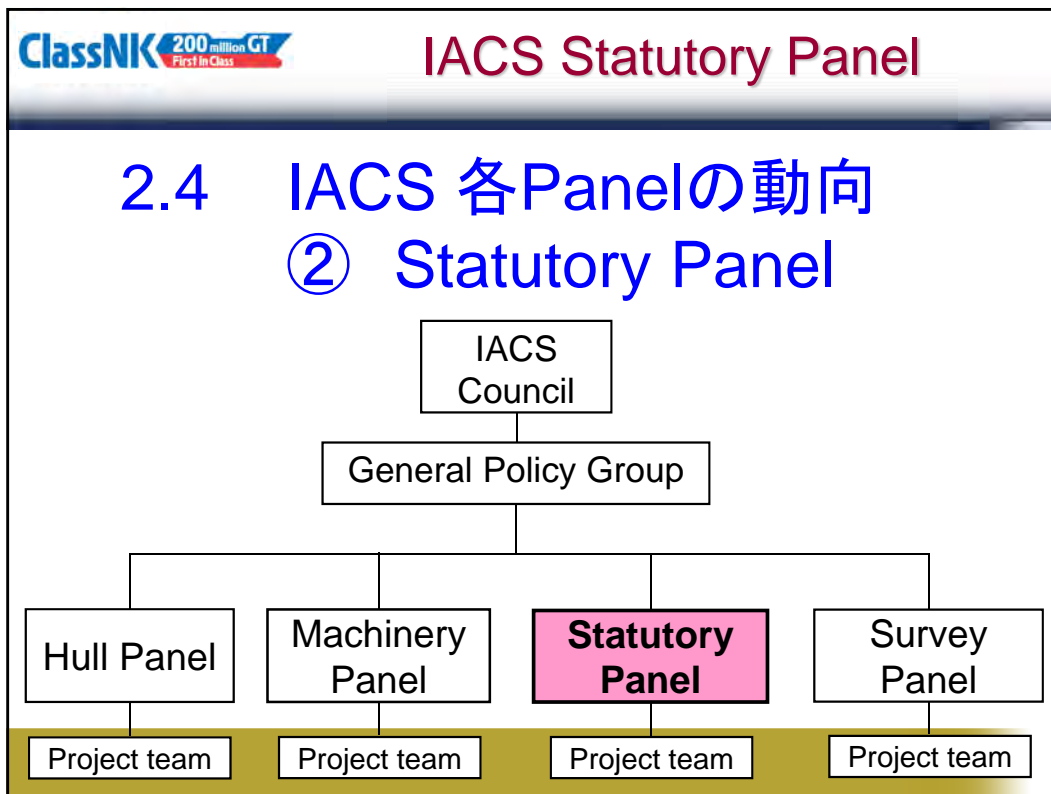 ClassNK 200 million GT
First In Class
IACS Statutory Panel
2.4 IACS 各Panelの動向
② Statutory Panel
IACS
Council
General Policy Group
Hull Panel
Machinery
Panel
Statutory
Panel
Survey
Panel
Project team
Project team
Project team
Project team